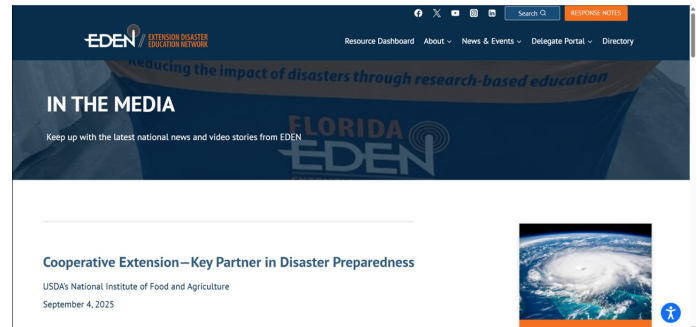 Search
RESPONSE NOTES
EDEN // EXTENSION DISASTER
EDUCATION NETWORK
Resource Dashboard About News & Events Delegate Portal Directory
Reducing the impact of disasters through research-based education
IN THE MEDIA
Keep up with the latest national news and video stories from EDEN
FLORIDA
EDEN
Cooperative Extension—Key Partner in Disaster Preparedness
USDA's National Institute of Food and Agriculture
September 4, 2025